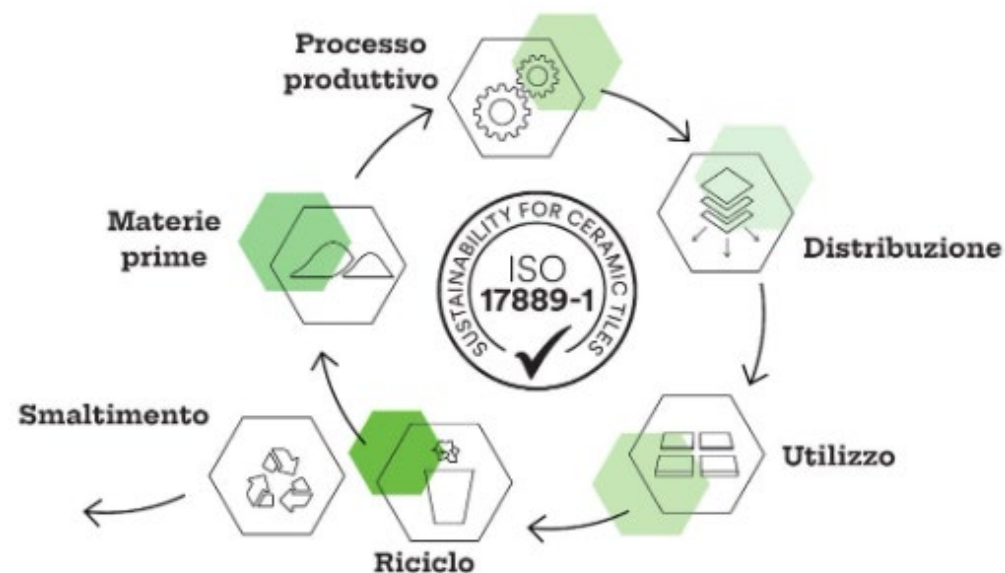 Processo
produttivo
Materie
prime
Distribuzione
SUSTAINABILITY FOR CERAMIC TILES
ISO
17889-1
Smaltimento
Utilizzo
Riciclo